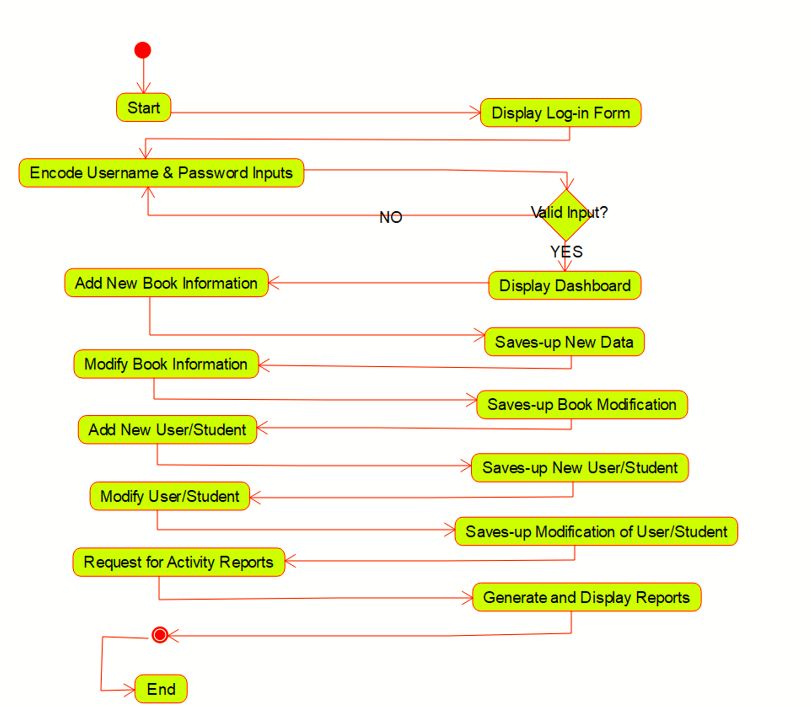 Start
Display Log-in Form
Encode Username & Password Inputs
Valid Input?
NO
YES
Add New Book Information
Display Dashboard
Saves-up New Data
Modify Book Information
Saves-up Book Modification
Add New User/Student
Saves-up New User/Student
Modify User/Student
Saves-up Modification of User/Student
Request for Activity Reports
Generate and Display Reports
End